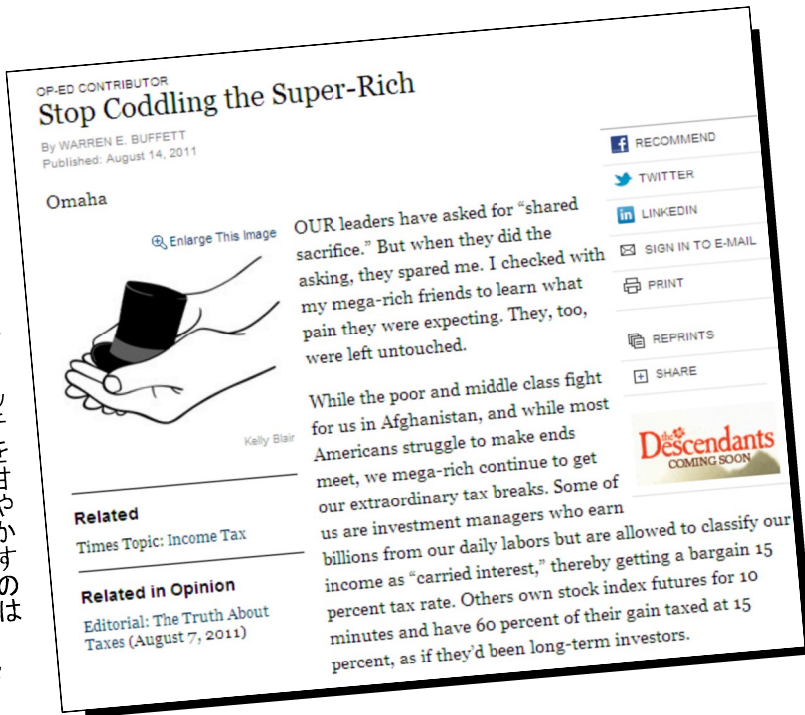 OP-ED CONTRIBUTOR
Stop Coddling the Super-Rich
By WARREN E. BUFFETT
Published: August 14, 2011
Omaha
Enlarge This Image
Kelly Blair
Related
Times Topic: Income Tax
Related in Opinion
Editorial: The Truth About
Taxes (August 7, 2011)
OUR leaders have asked for “shared
sacrifice.” But when they did the
asking, they spared me. I checked with
my mega-rich friends to learn what
pain they were expecting. They, too,
were left untouched.
While the poor and middle class fight
for us in Afghanistan, and while most
Americans struggle to make ends
meet, we mega-rich continue to get
our extraordinary tax breaks. Some of
us are investment managers who earn
billions from our daily labors but are allowed to classify our
income as “carried interest,” thereby getting a bargain 15
percent tax rate. Others own stock index futures for 10
minutes and have 60 percent of their gain taxed at 15
percent, as if they’d been long-term investors.
RECOMMEND
TWITTER
LINKEDIN
SIGN IN TO E-MAIL
PRINT
REPRINTS
SHARE
the Descendants
COMING SOON
を甘やかすのは